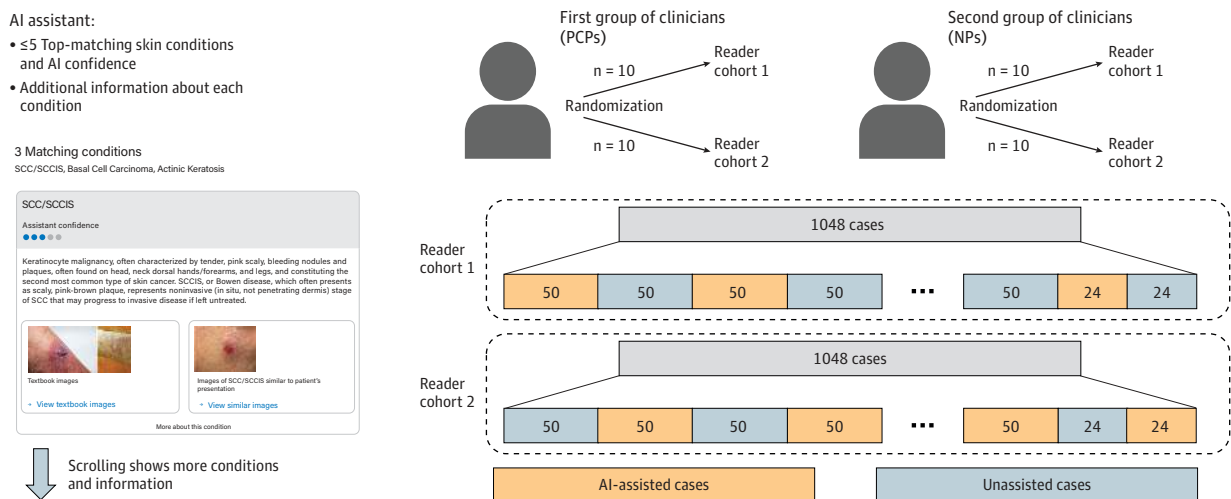 AI assistant:
• ≤5 Top-matching skin conditions
and AI confidence
• Additional information about each
condition
3 Matching conditions
SCC/SCCIS, Basal Cell Carcinoma, Actinic Keratosis
SCC/SCCIS
Assistant confidence
Keratinocyte malignancy, often characterized by tender, pink scaly, bleeding nodules and
plaques, often found on head, neck dorsal hands/forearms, and legs, and constituting the
second most common type of skin cancer. SCCIS, or Bowen disease, which often presents
as scaly, pink-brown plaque, represents noninvasive (in situ, not penetrating dermis) stage
of SCC that may progress to invasive disease if left untreated.
Textbook images
View textbook images
Images of SCC/SCCIS similar to patient's
presentation
View similar images
More about this condition
Scrolling shows more conditions
and information
First group of clinicians
(PCPs)
n = 10
Reader
cohort 1
Randomization
n = 10
Reader
cohort 2
Second group of clinicians
(NPs)
n = 10
Reader
cohort 1
Randomization
n = 10
Reader
cohort 2
Reader
cohort 1
1048 cases
50 50 50 50 ... 50 24 24
Reader
cohort 2
1048 cases
50 50 50 50 ... 50 24 24
AI-assisted cases
Unassisted cases